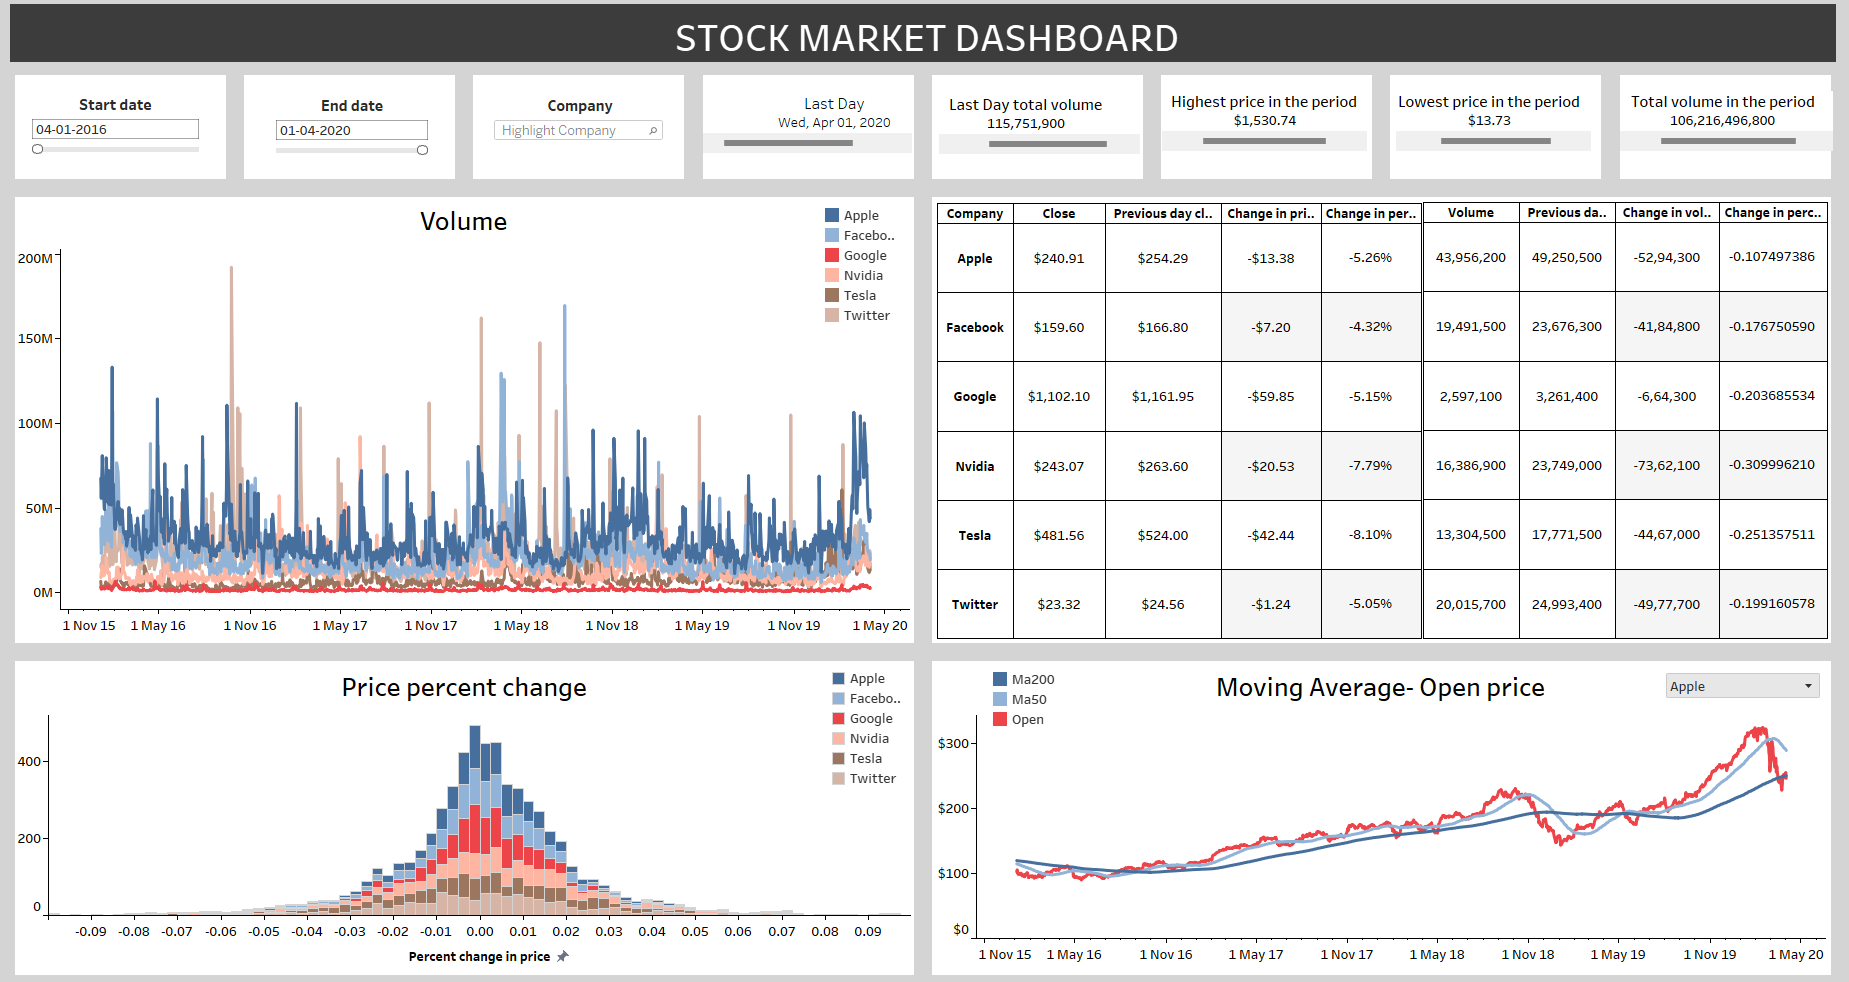 STOCK MARKET DASHBOARD
Start date
04-01-2016
End date
01-04-2020
Company
Highlight Company
Last Day
Wed, Apr 01, 2020
Last Day total volume
115,751,900
Highest price in the period
$1,530.74
Lowest price in the period
$13.73
Total volume in the period
106,216,496,800
Volume
Apple
Facebo..
Google
Nvidia
Tesla
Twitter
200M
150M
100M
50M
0M
1 Nov 15 1 May 16 1 Nov 16 1 May 17 1 Nov 17 1 May 18 1 Nov 18 1 May 19 1 Nov 19 1 May 20
Company Close Previous day cl.. Change in pri.. Change in per.. Volume Previous da.. Change in vol.. Change in perc..
Apple $240.91 $254.29 -$13.38 -5.26% 43,956,200 49,250,500 -52,94,300 -0.107497386
Facebook $159.60 $166.80 -$7.20 -4.32% 19,491,500 23,676,300 -41,84,800 -0.176750590
Google $1,102.10 $1,161.95 -$59.85 -5.15% 2,597,100 3,261,400 -6,64,300 -0.203685534
Nvidia $243.07 $263.60 -$20.53 -7.79% 16,386,900 23,749,000 -73,62,100 -0.309996210
Tesla $481.56 $524.00 -$42.44 -8.10% 13,304,500 17,771,500 -44,67,000 -0.251357511
Twitter $23.32 $24.56 -$1.24 -5.05% 20,015,700 24,993,400 -49,77,700 -0.199160578
Price percent change
Apple
Facebo..
Google
Nvidia
Tesla
Twitter
400
200
0
-0.09 -0.08 -0.07 -0.06 -0.05 -0.04 -0.03 -0.02 -0.01 0.00 0.01 0.02 0.03 0.04 0.05 0.06 0.07 0.08 0.09
Percent change in price
Ma200
Ma50
Open
Moving Average- Open price
Apple
$300
$200
$100
$0
1 Nov 15 1 May 16 1 Nov 16 1 May 17 1 Nov 17 1 May 18 1 Nov 18 1 May 19 1 Nov 19 1 May 20